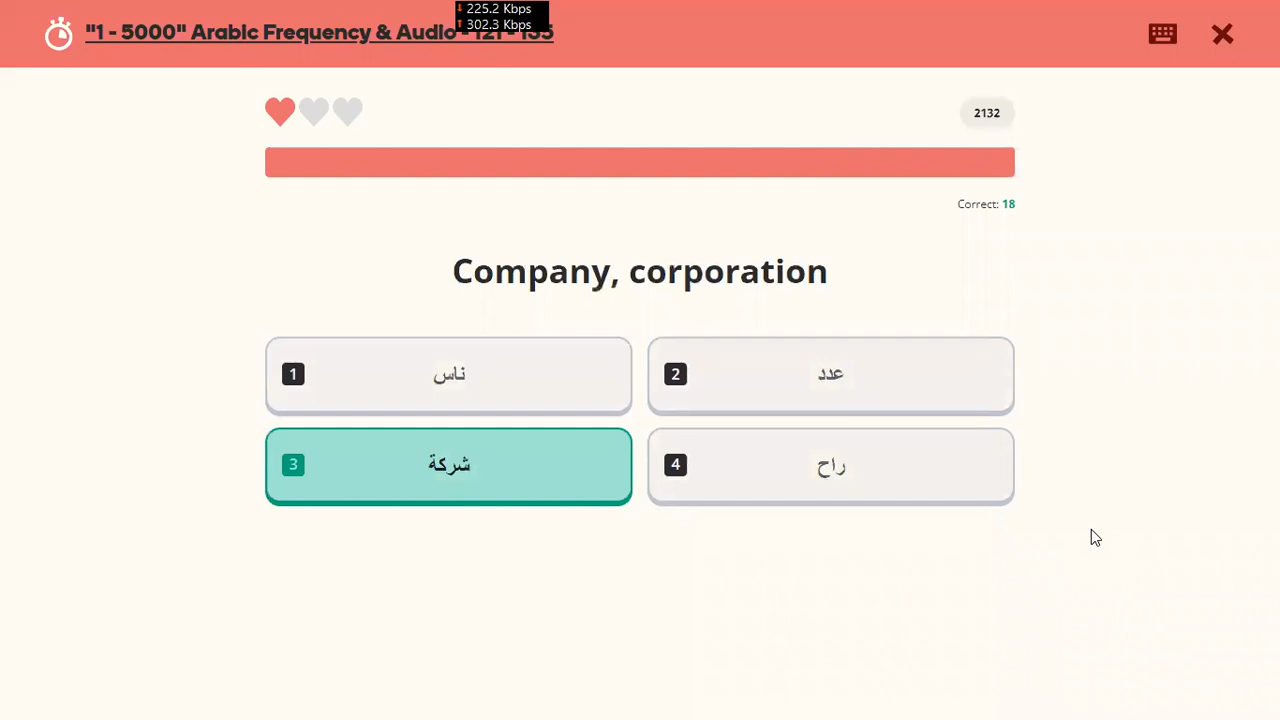 225.2 Kbps
302.3 Kbps
"1 - 5000" Arabic Frequency & Audio - 121 - 135
2132
Correct: 18
Company, corporation
1 ناس
2 عدد
3 شركة
4 راح